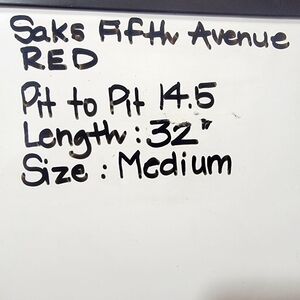 Saks Fifth Avenue
RED
Pit to Pit 14.5
Length: 32"
Size: Medium